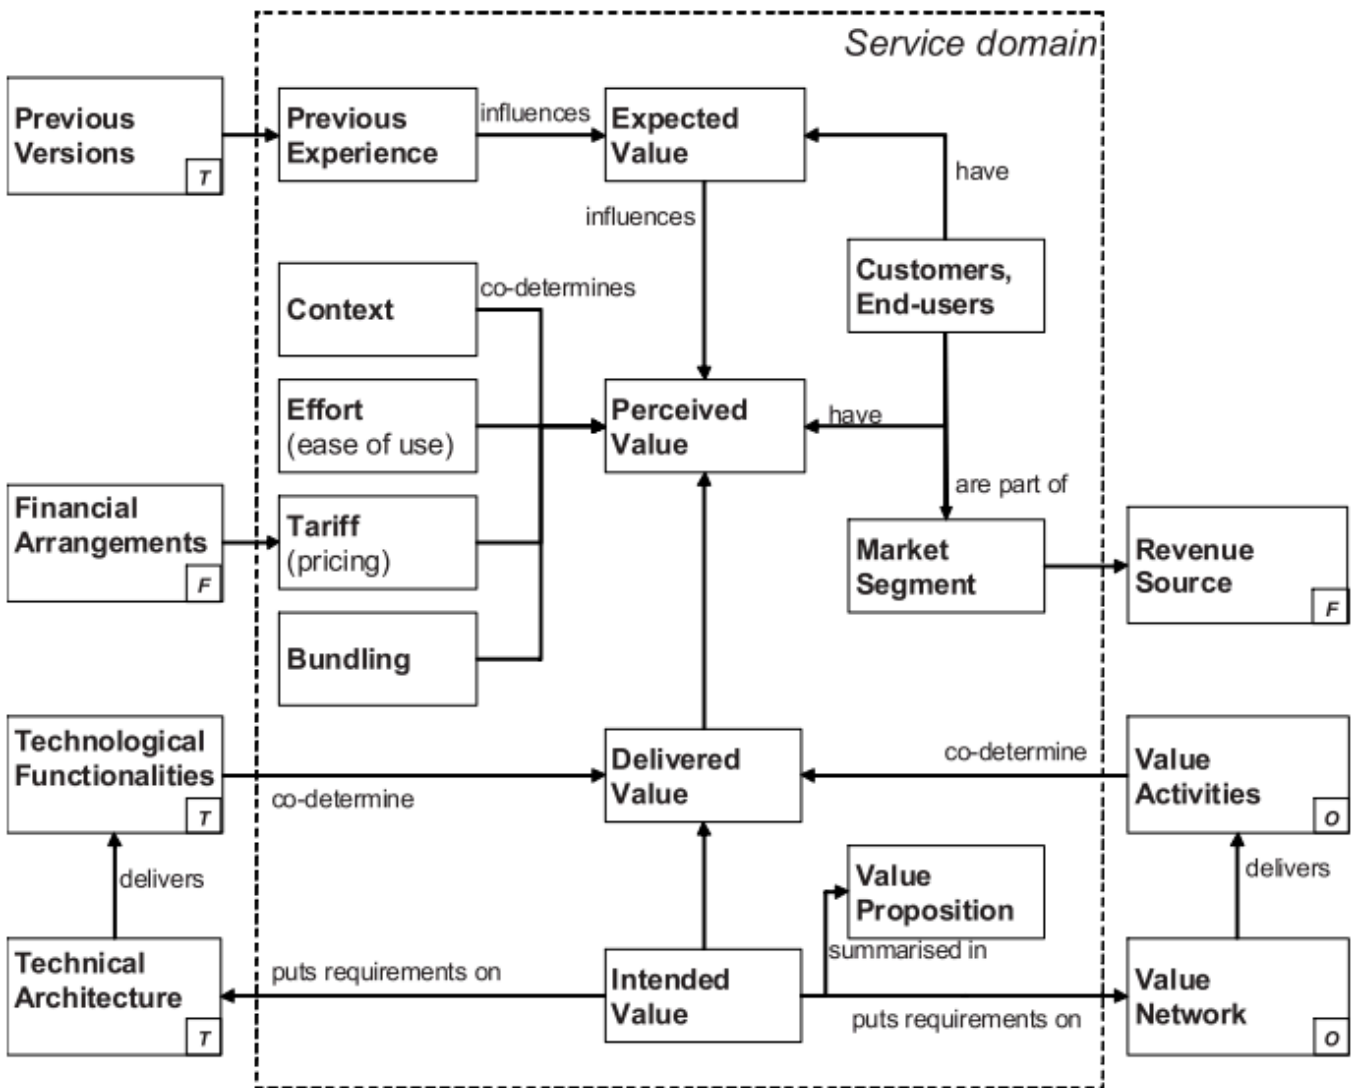 Service domain
Previous
Versions
T
Previous
Experience
influences
Expected
Value
have
influences
Customers,
End-users
Context
co-determines
Effort
(ease of use)
Perceived
Value
have
are part of
Financial
Arrangements
F
Tariff
(pricing)
Market
Segment
Revenue
Source
F
Bundling
Technological
Functionalities
T
co-determine
Delivered
Value
co-determine
Value
Activities
O
delivers
Value
Proposition
summarised in
delivers
Technical
Architecture
T
puts requirements on
Intended
Value
puts requirements on
Value
Network
O